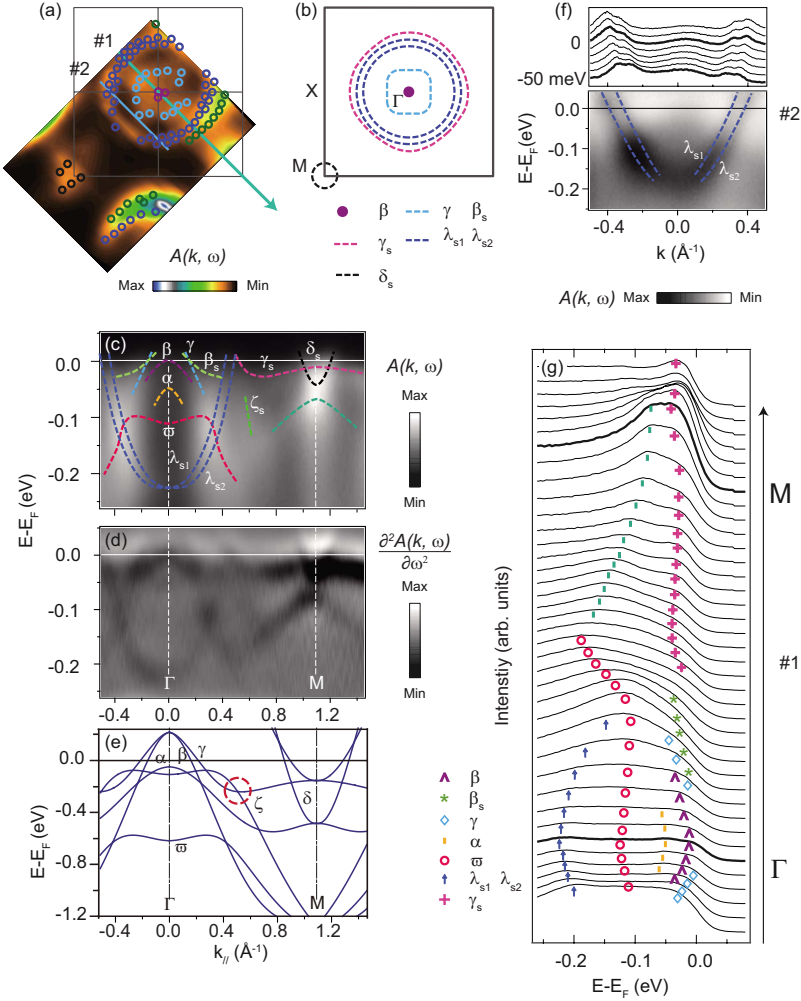 (a)
#1
#2
A(k, ω)
Max Min
(b)
X
Γ
M
β γ βs
γs λs1 λs2
δs
(f)
0
-50 meV
#2
0.0
-0.1
-0.2
E-EF (eV)
λs1
λs2
-0.4 0.0 0.4
k (Å-1)
A(k, ω) Max Min
(c)
β γ βs γs δs
α
ζs
ϖ
λs1
λs2
0.0
-0.1
-0.2
E-EF (eV)
A(k, ω)
Max
Min
(d)
0.0
-0.1
-0.2
Γ M
-0.4 0.0 0.4 0.8 1.2
∂2A(k, ω)
∂ω2
Max
Min
(e)
α β γ
ζ
δ
ϖ
Γ M
0.0
-0.4
-0.8
-1.2
E-EF (eV)
-0.4 0.0 0.4 0.8 1.2
k// (Å-1)
β
βs
γ
α
ϖ
λs1 λs2
γs
(g)
Intenstiy (arb. units)
M
#1
Γ
-0.2 -0.1 0.0
E-EF (eV)